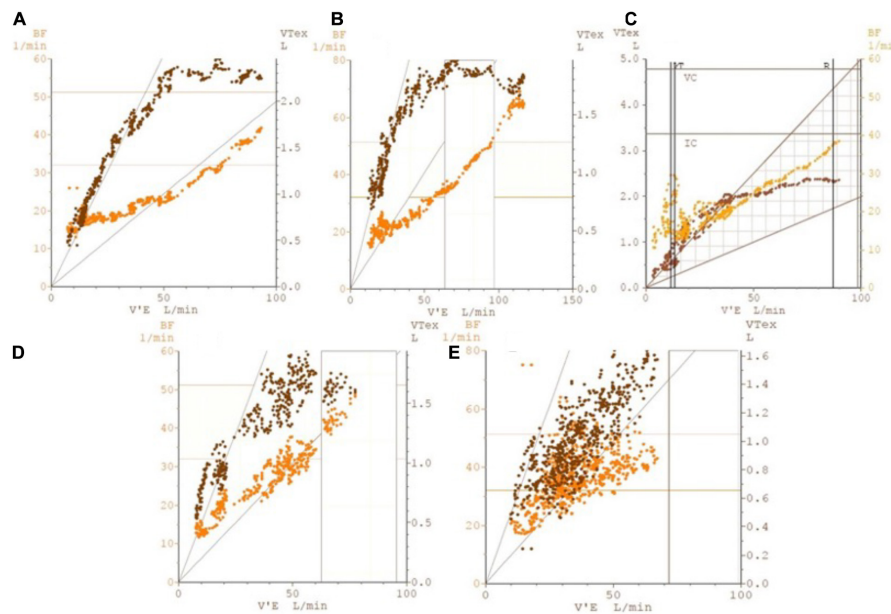 A
BF VTex
1/min L
60
50
2.0
40
1.5
30
1.0
20
10 0.5
0 0.0
0 50 100
V'E L/min
B
BF VTex
1/min L
80
60 1.5
40 1.0
20 0.5
0 0.0
0 50 100 150
V'E L/min
C
VTex BF
L 1/min
5.0 60
VT R
VC
4.0 50
40
IC
3.0
30
2.0
20
1.0
10
0.0 0
0 50 100
V'E L/min
D
BF VTex
1/min L
60
50
1.5
40
30 1.0
20
0.5
10
0 0.0
0 50 100
V'E L/min
E
BF VTex
1/min L
80
1.6
1.4
60 1.2
1.0
40 0.8
0.6
20 0.4
0.2
0 0.0
0 50 100
V'E L/min